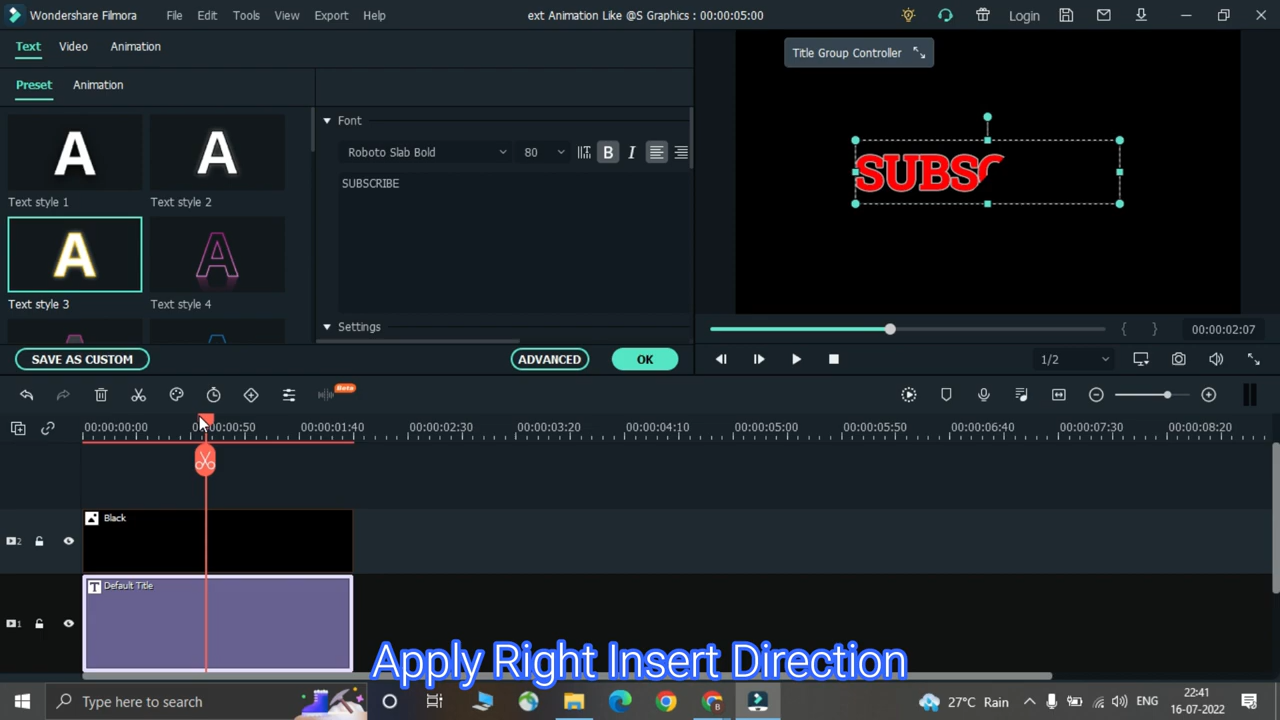 Wondershare Filmora File Edit Tools View Export Help ext Animation Like @S Graphics : 00:00:05:00 Login
Text Video Animation
Preset Animation
Text style 1 Text style 2
Text style 3 Text style 4
SAVE AS CUSTOM
Font
Roboto Slab Bold 80 B I
SUBSCRIBE
Settings
ADVANCED OK
Title Group Controller
SUBSC
00:00:02:07
1/2
Beta
00:00:00:00 00:00:00:50 00:00:01:40 00:00:02:30 00:00:03:20 00:00:04:10 00:00:05:00 00:00:05:50 00:00:06:40 00:00:07:30 00:00:08:20
2 Black
1 T Default Title
Apply Right Insert Direction
Type here to search 27°C Rain ENG 22:41 16-07-2022